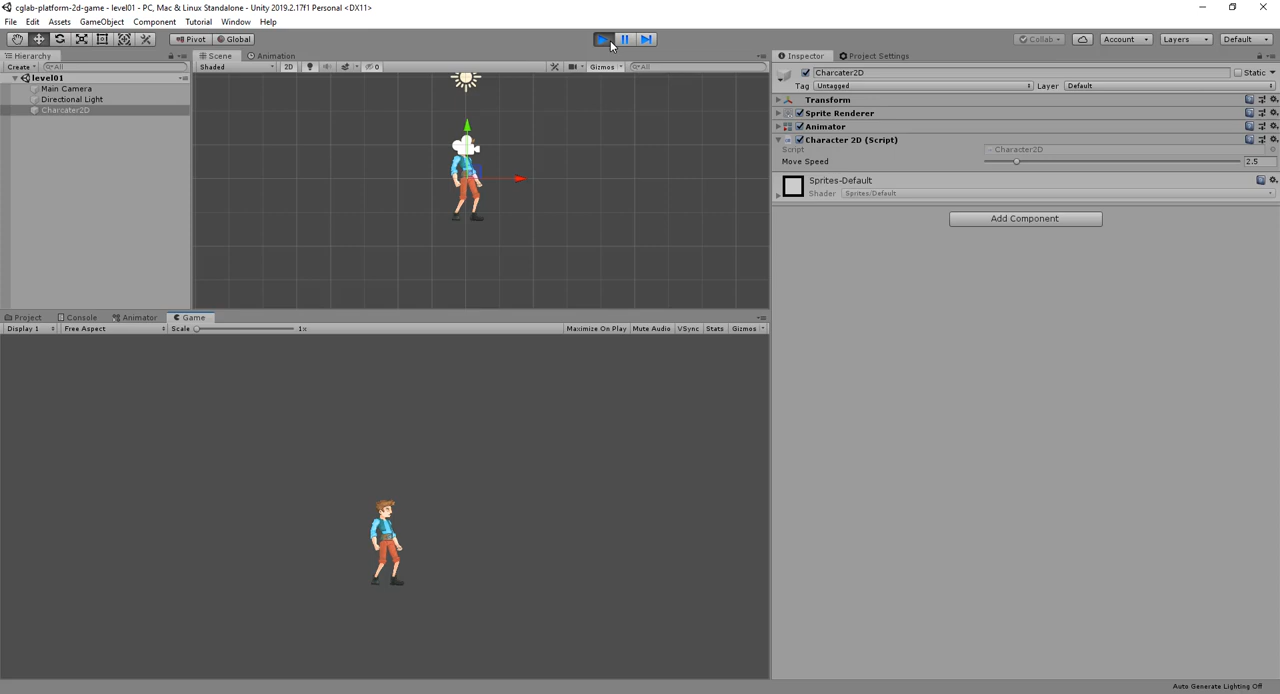 cglab-platform-2d-game - level01 - PC, Mac & Linux Standalone - Unity 2019.2.17f1 Personal <DX11>
File Edit Assets GameObject Component Tutorial Window Help
Pivot Global Collab Account Layers Default
Hierarchy
Create All
level01
Main Camera
Directional Light
Charcater2D
Scene Animation
Shaded 2D 0 Gizmos All
Project Console Animator Game
Display 1 Free Aspect Scale 1x Maximize On Play Mute Audio VSync Stats Gizmos
Inspector Project Settings
Charcater2D Static
Tag Untagged Layer Default
Transform
Sprite Renderer
Animator
Character 2D (Script)
Script Character2D
Move Speed 2.5
Sprites-Default
Shader Sprites/Default
Add Component
Auto Generate Lighting Off